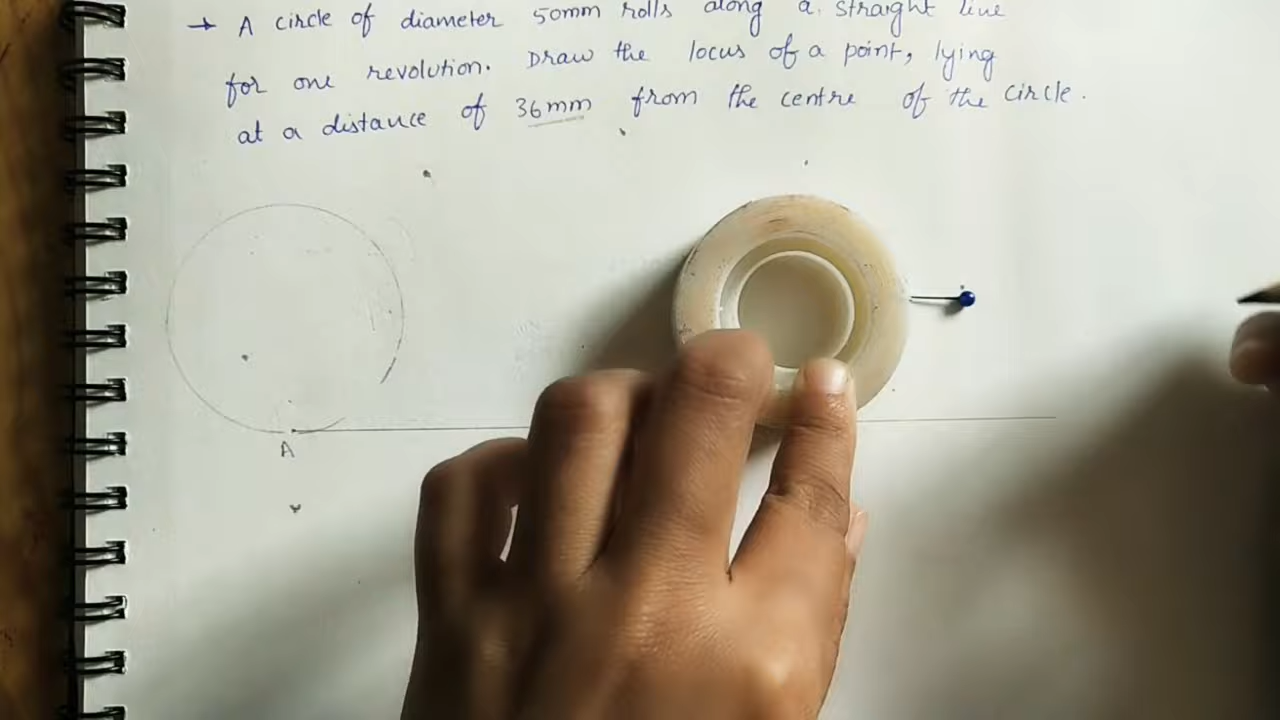 → A circle of diameter 50mm rolls along a straight line
for one revolution. Draw the locus of a point, lying
at a distance of 36mm from the centre of the circle.
A